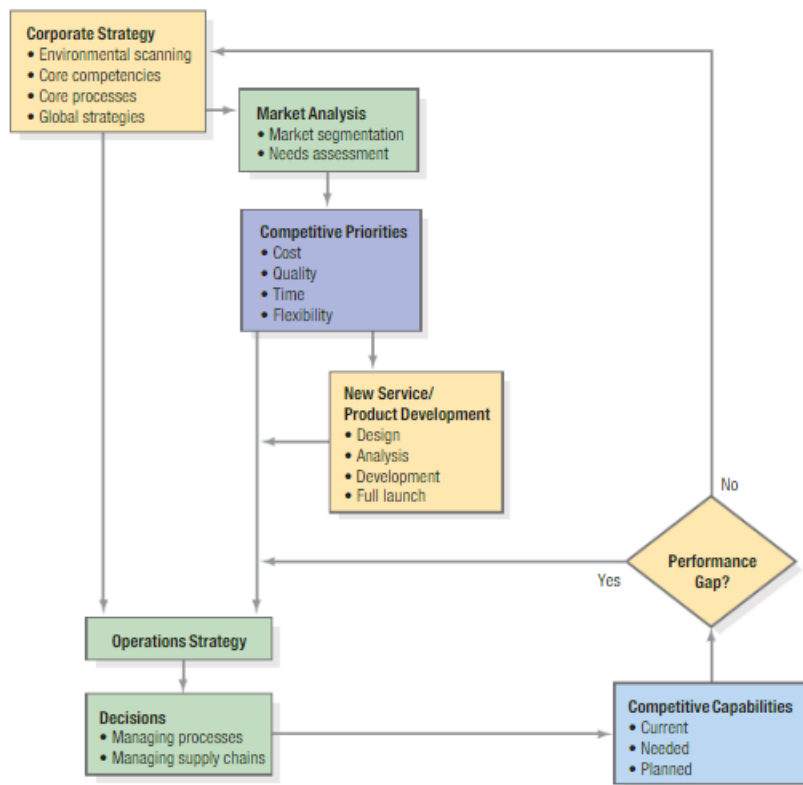 Corporate Strategy
• Environmental scanning
• Core competencies
• Core processes
• Global strategies
Market Analysis
• Market segmentation
• Needs assessment
Competitive Priorities
• Cost
• Quality
• Time
• Flexibility
New Service/
Product Development
• Design
• Analysis
• Development
• Full launch
No
Performance
Gap?
Yes
Operations Strategy
Decisions
• Managing processes
• Managing supply chains
Competitive Capabilities
• Current
• Needed
• Planned